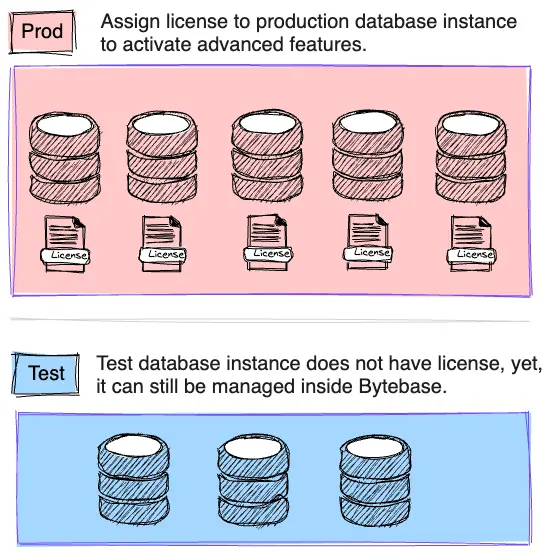 Prod
Assign license to production database instance
to activate advanced features.
License
License
License
License
License
Test
Test database instance does not have license, yet,
it can still be managed inside Bytebase.